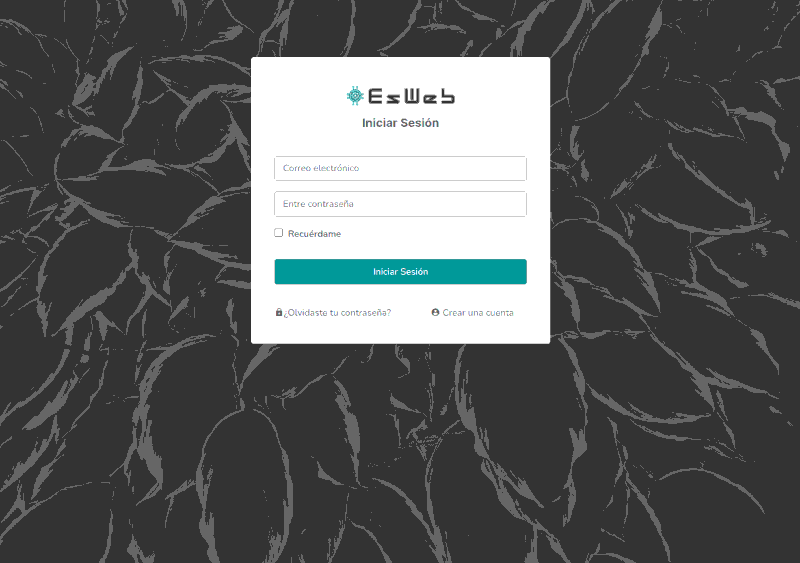 EsWeb
Iniciar Sesión
Correo electrónico
Entre contraseña
Recuérdame
Iniciar Sesión
¿Olvidaste tu contraseña? Crear una cuenta